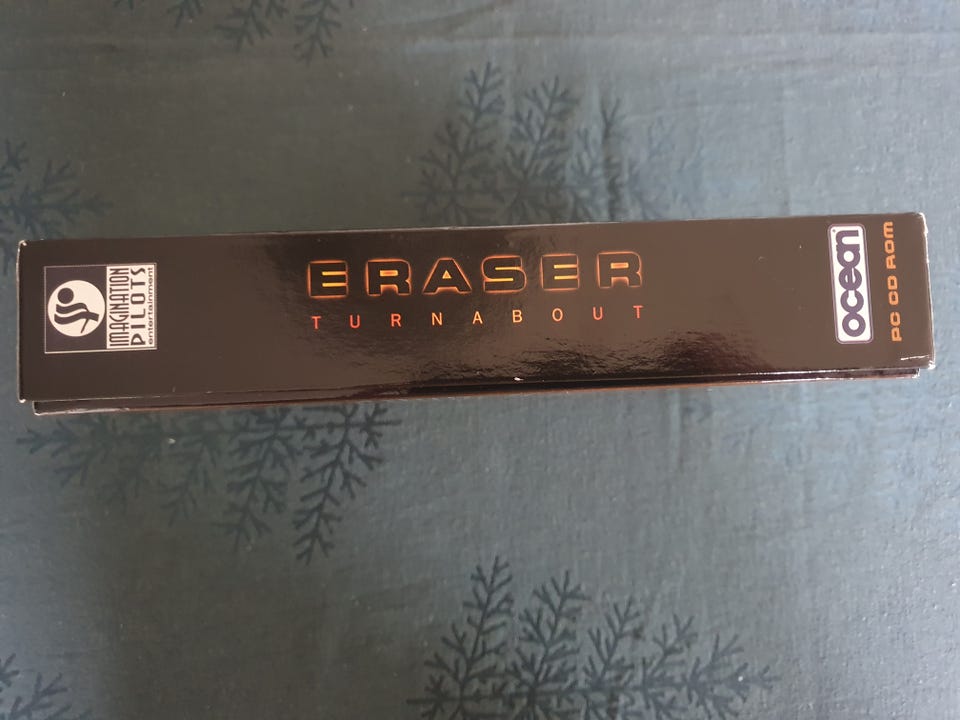 IMAGINATION
PILOTS
entertainment
ERASER
TURNABOUT
ocean
PC CD ROM